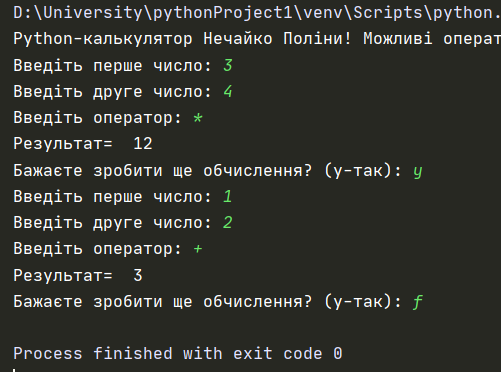 D:\University\pythonProject1\venv\Scripts\python.
Python-калькулятор Нечайко Поліни! Можливі операт
Введіть перше число: 3
Введіть друге число: 4
Введіть оператор: *
Результат=  12
Бажаєте зробити ще обчислення? (y-так): y
Введіть перше число: 1
Введіть друге число: 2
Введіть оператор: +
Результат=  3
Бажаєте зробити ще обчислення? (y-так): f
Process finished with exit code 0